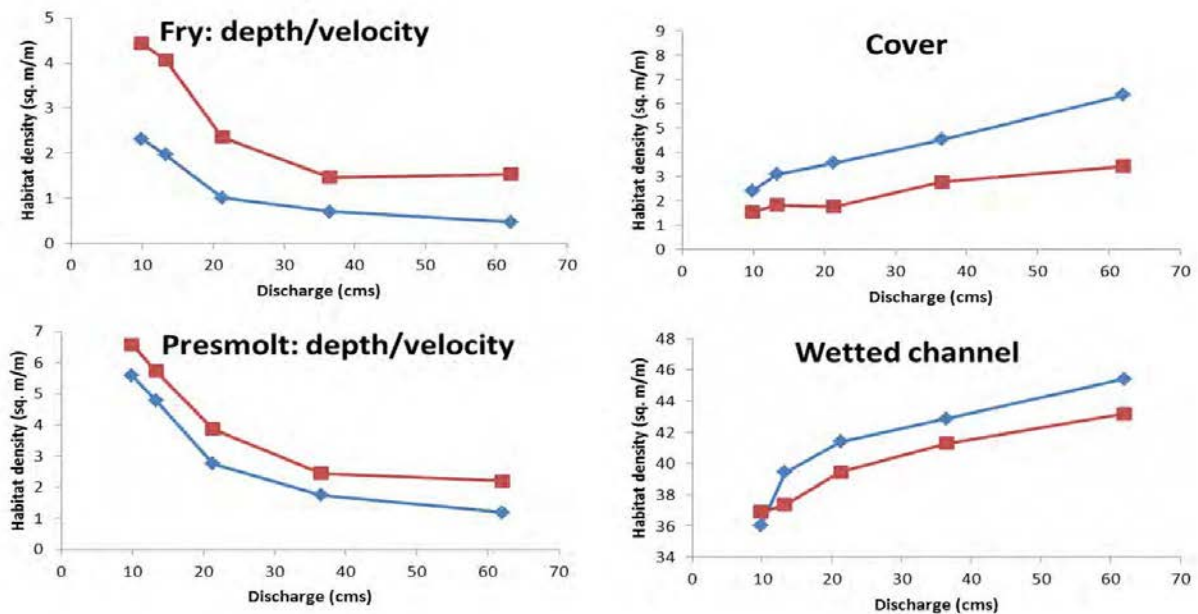 Fry: depth/velocity
Habitat density (sq. m/m)
5
4
3
2
1
0
0 10 20 30 40 50 60 70
Discharge (cms)
Cover
Habitat density (sq. m/m)
9
8
7
6
5
4
3
2
1
0
0 10 20 30 40 50 60 70
Discharge (cms)
Presmolt: depth/velocity
Habitat density (sq. m/m)
7
6
5
4
3
2
1
0
0 10 20 30 40 50 60 70
Discharge (cms)
Wetted channel
Habitat density (sq. m/m)
48
46
44
42
40
38
36
34
0 10 20 30 40 50 60 70
Discharge (cms)